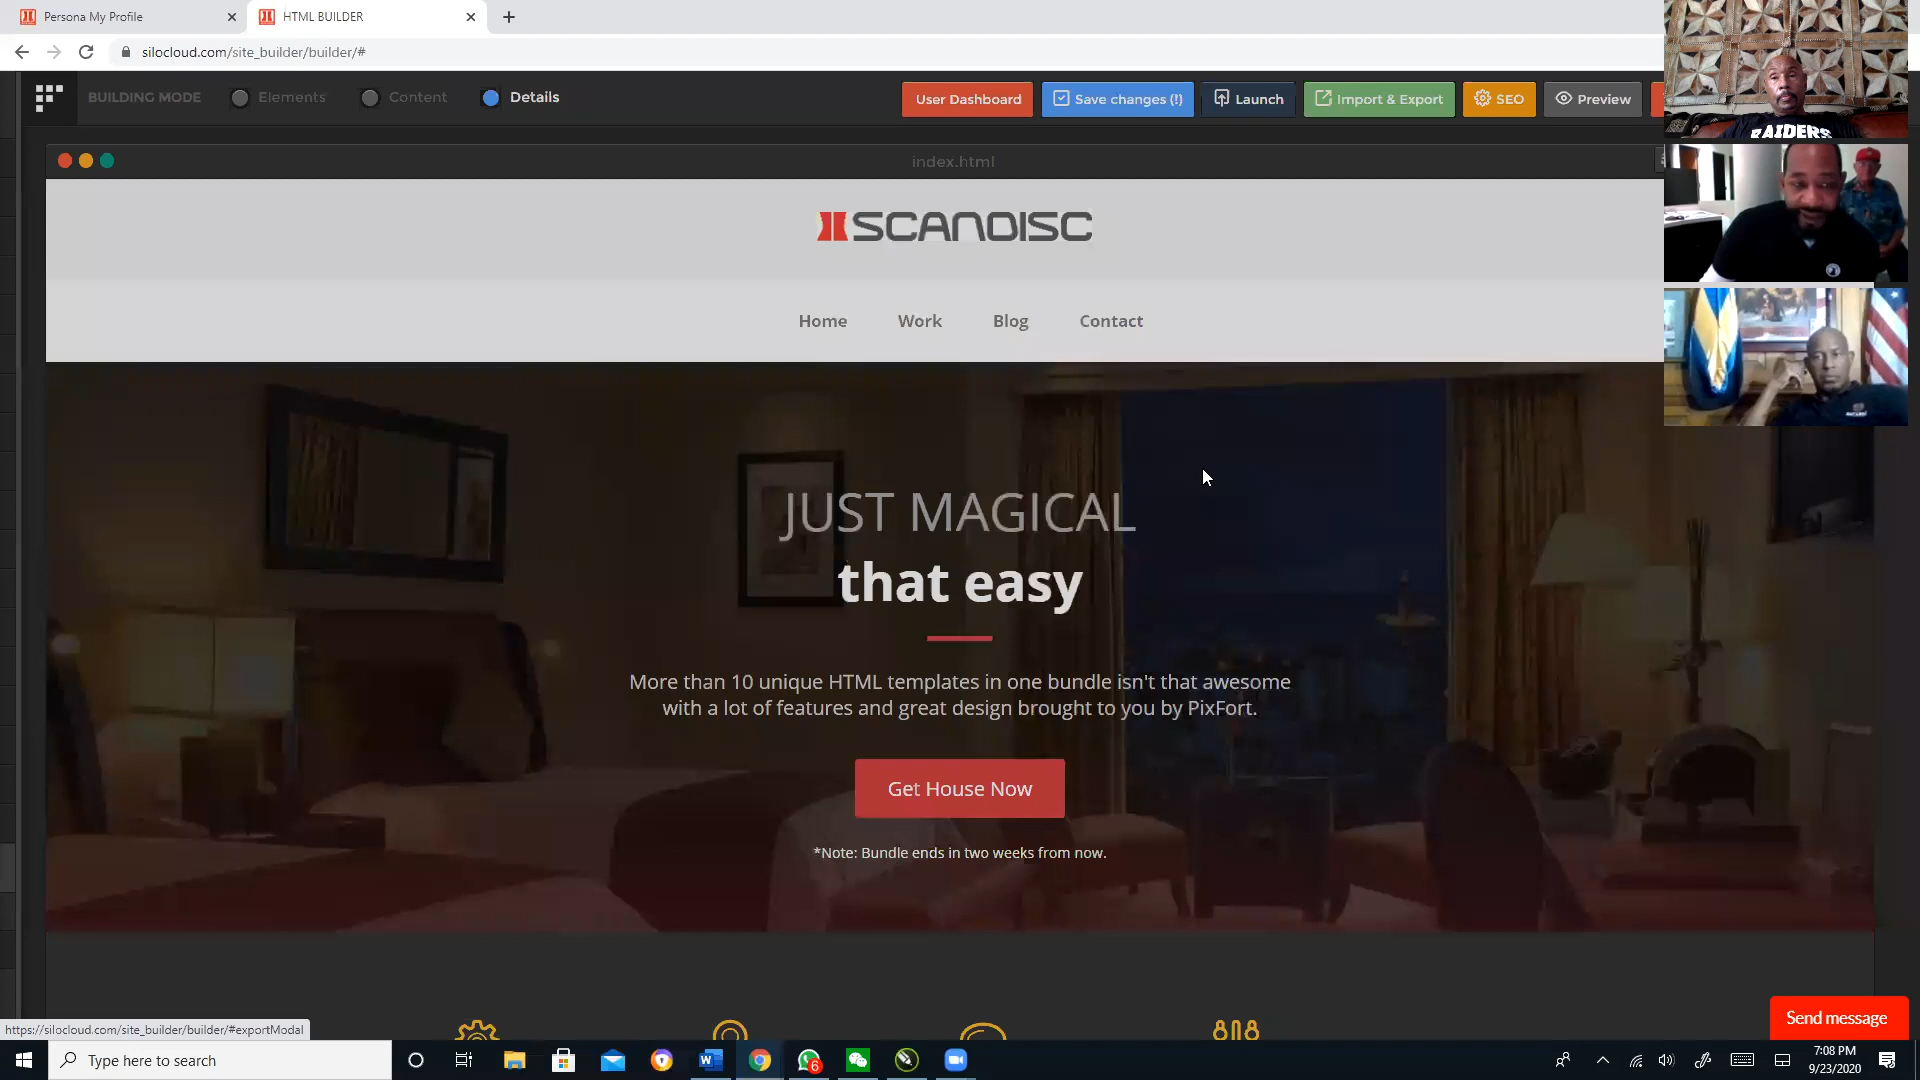 Persona My Profile
HTML BUILDER
silocloud.com/site_builder/builder/#
BUILDING MODE
Elements
Content
Details
User Dashboard
Save changes (!)
Launch
Import & Export
SEO
Preview
index.html
SCANDISC
Home
Work
Blog
Contact
JUST MAGICAL
that easy
More than 10 unique HTML templates in one bundle isn't that awesome
with a lot of features and great design brought to you by PixFort.
Get House Now
*Note: Bundle ends in two weeks from now.
RAIDERS
Send message
https://silocloud.com/site_builder/builder/#exportModal
Type here to search
6
7:08 PM
9/23/2020